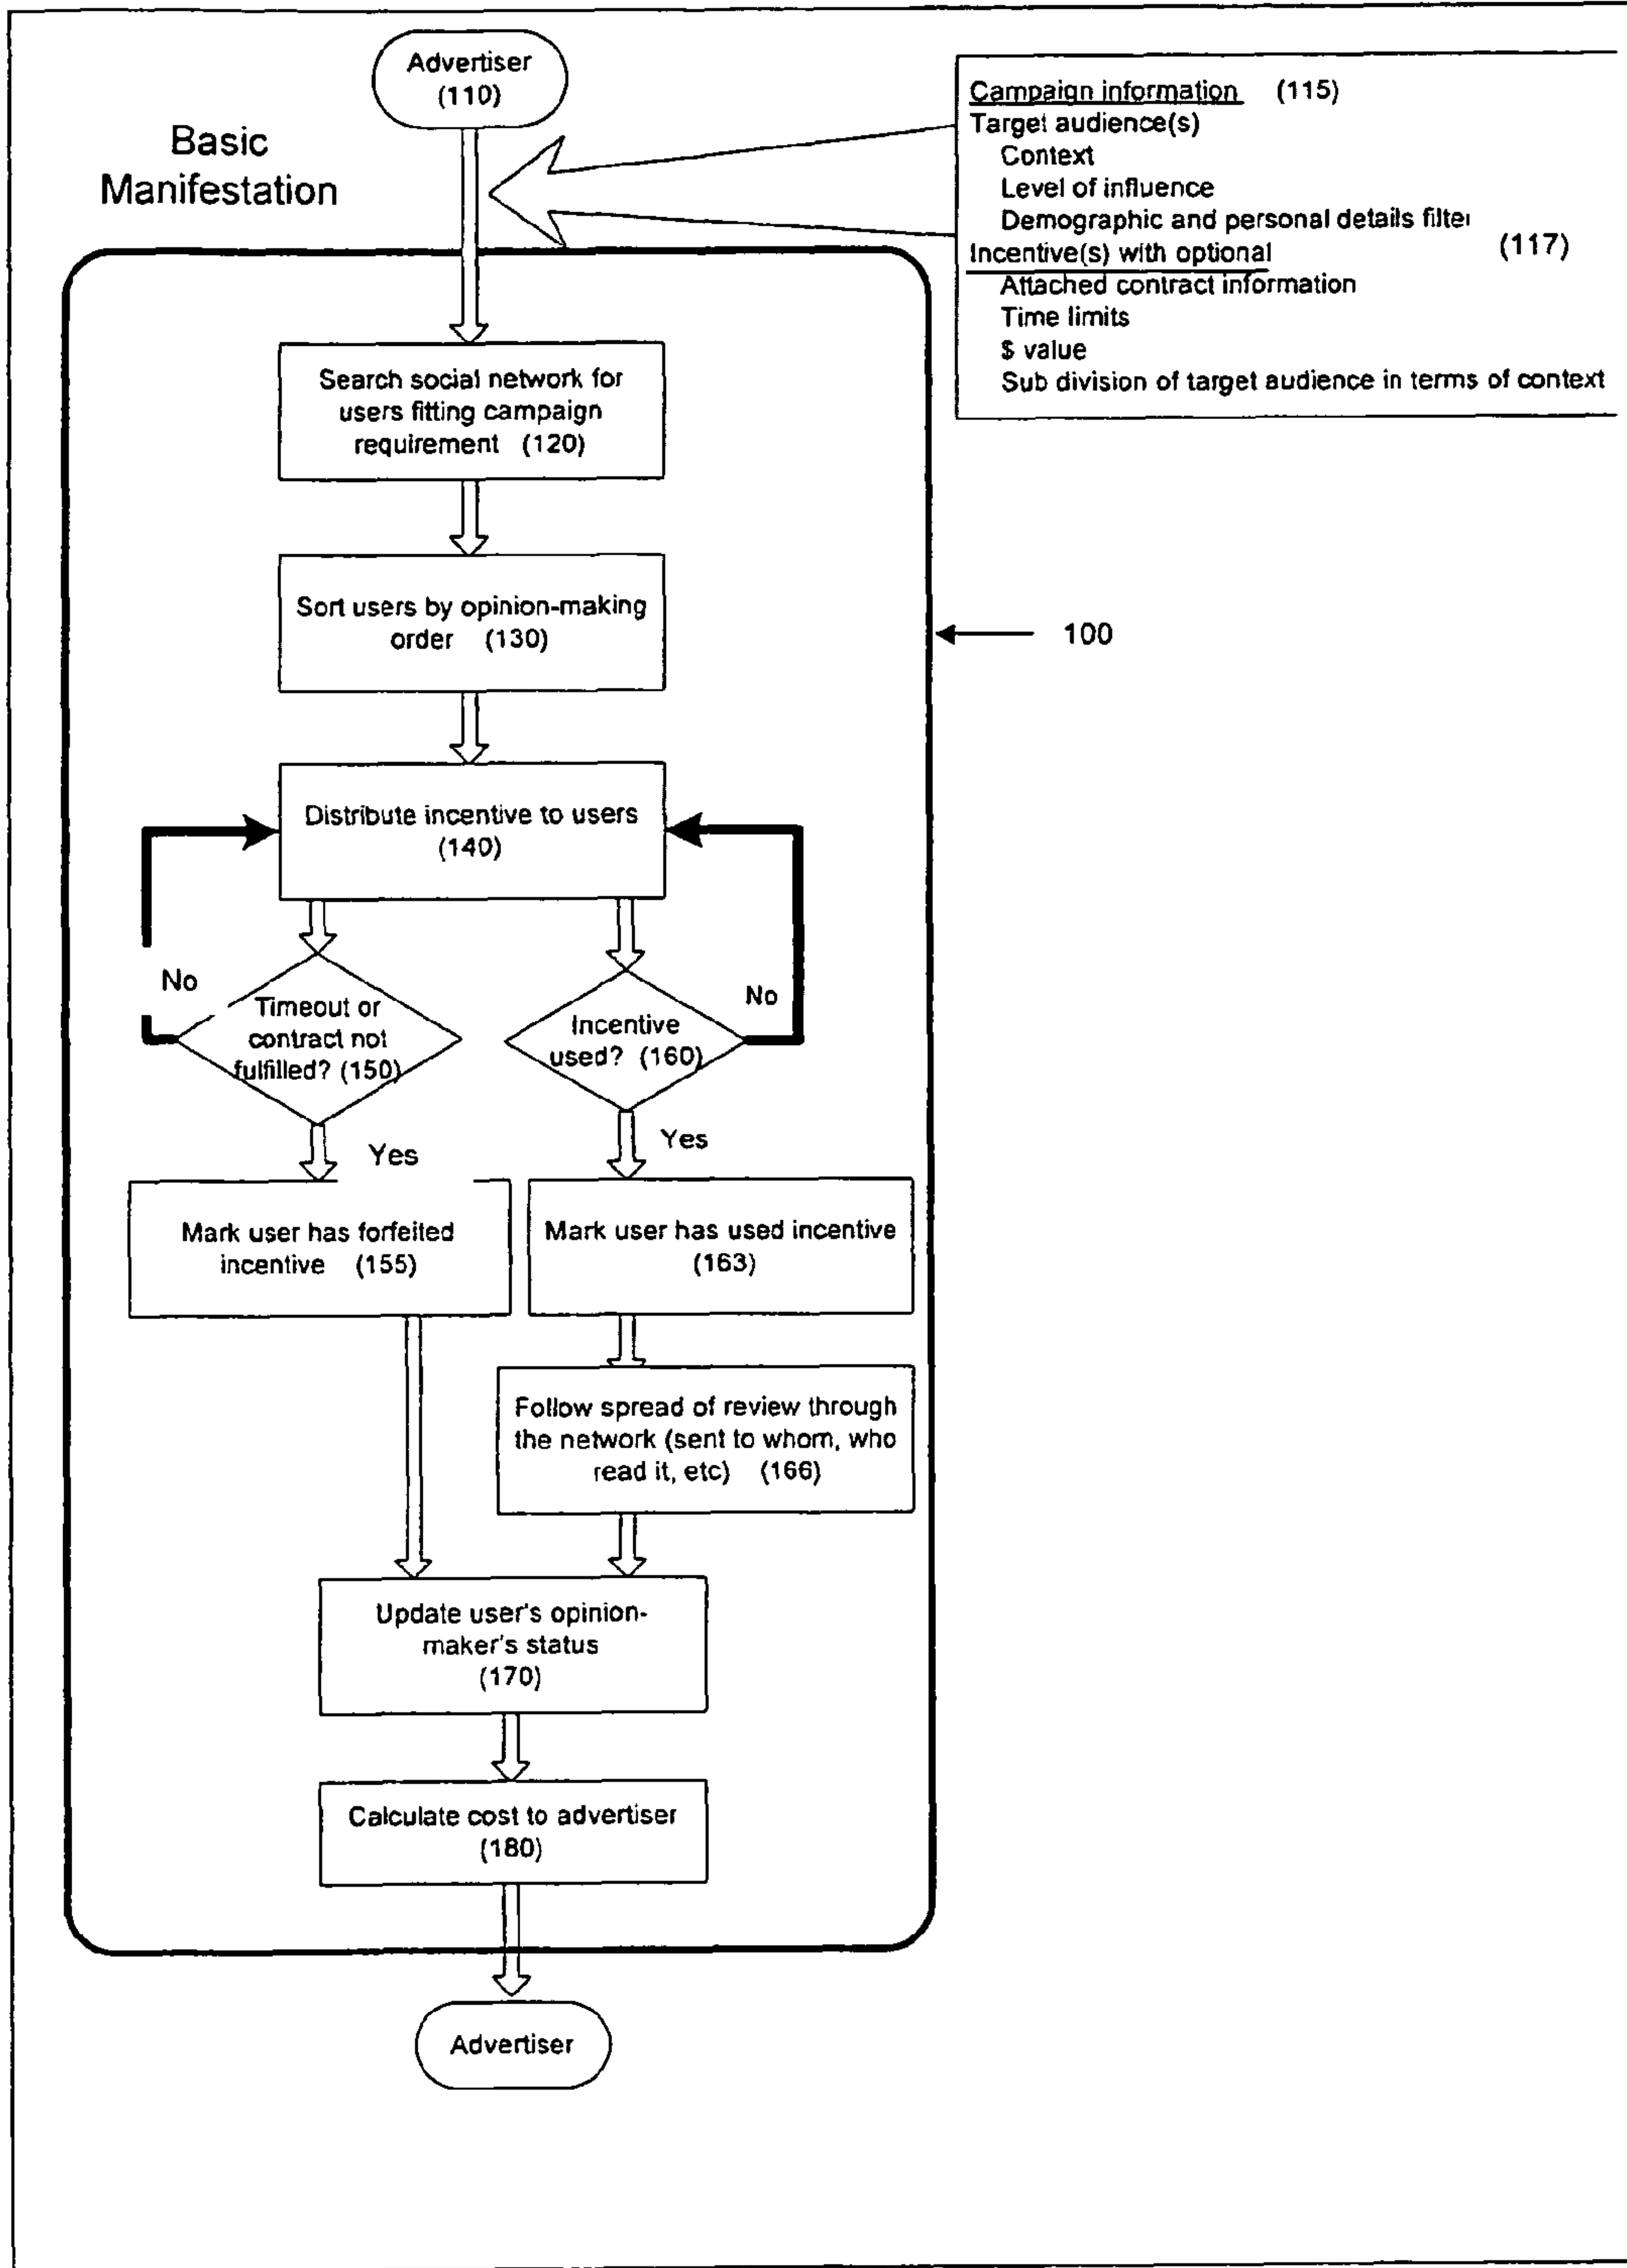 Advertiser
(110)
Basic
Manifestation
Campaign information (115)
Target audience(s)
Context
Level of influence
Demographic and personal details filter
Incentive(s) with optional (117)
Attached contract information
Time limits
$ value
Sub division of target audience in terms of context
Search social network for
users fitting campaign
requirement (120)
Sort users by opinion-making
order (130)
100
Distribute incentive to users
(140)
No
Timeout or
contract not
fulfilled? (150)
No
Incentive
used? (160)
Yes
Yes
Mark user has forfeited
incentive (155)
Mark user has used incentive
(163)
Follow spread of review through
the network (sent to whom, who
read it, etc) (166)
Update user's opinion-
maker's status
(170)
Calculate cost to advertiser
(180)
Advertiser